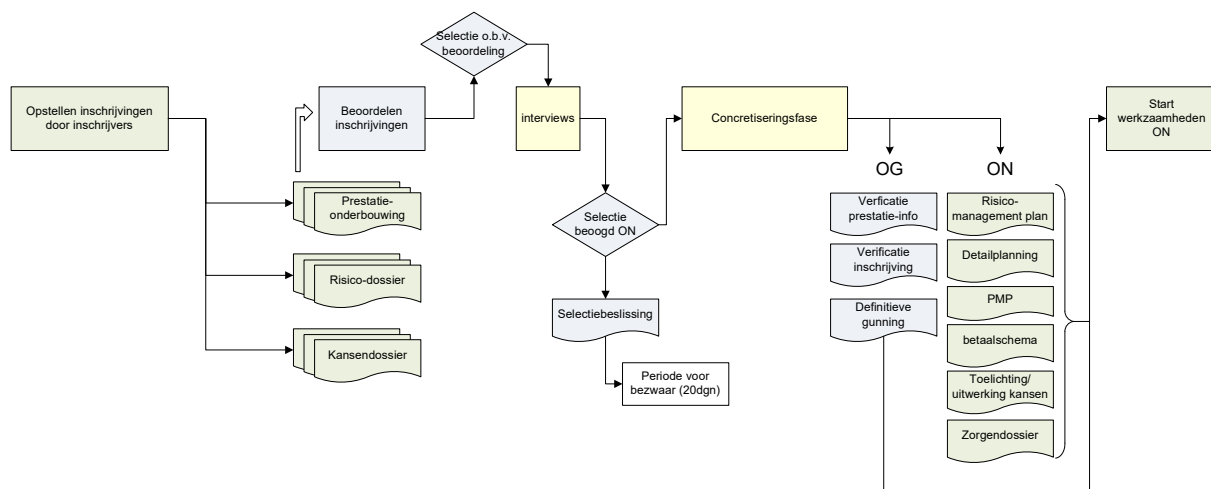 Opstellen inschrijvingen
door inschrijvers
Prestatie-
onderbouwing
Risico-dossier
Kansendossier
Beoordelen
inschrijvingen
Selectie o.b.v.
beoordeling
interviews
Selectie
beoogd ON
Selectiebeslissing
Periode voor
bezwaar (20dgn)
Concretiseringsfase
OG
Verficatie
prestatie-info
Verificatie
inschrijving
Definitieve
gunning
ON
Risico-
management plan
Detailplanning
PMP
betaalschema
Toelichting/
uitwerking kansen
Zorgendossier
Start
werkzaamheden
ON